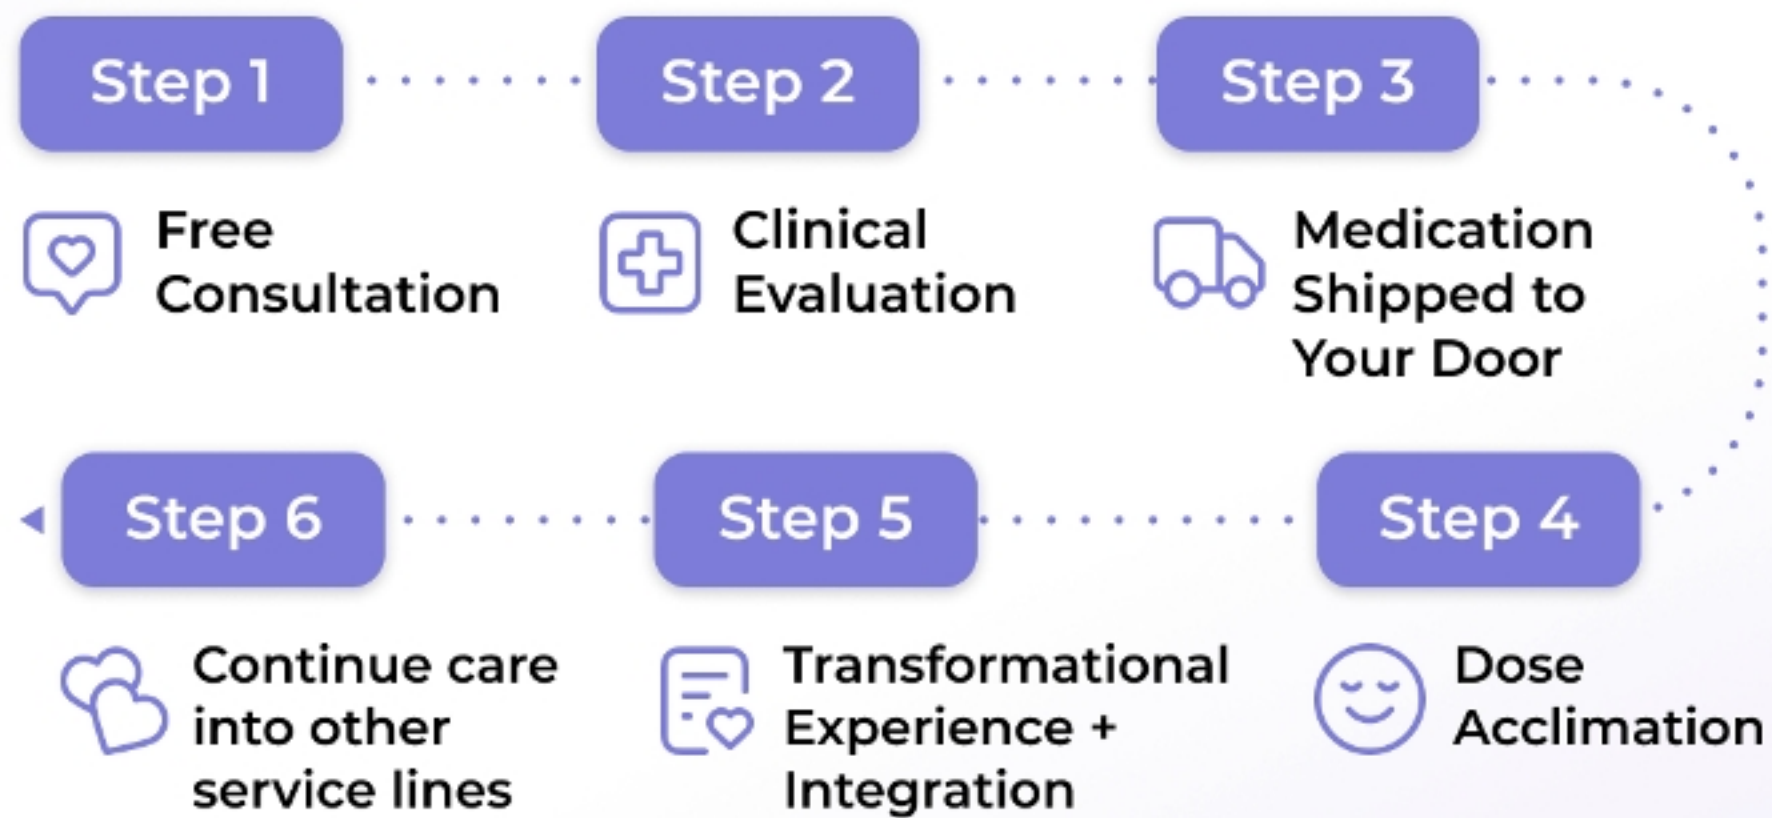 Step 1
Step 2
Step 3
Free
Consultation
Clinical
Evaluation
Medication
Shipped to
Your Door
Step 4
Dose
Acclimation
Step 5
Transformational
Experience +
Integration
Step 6
Continue care
into other
service lines